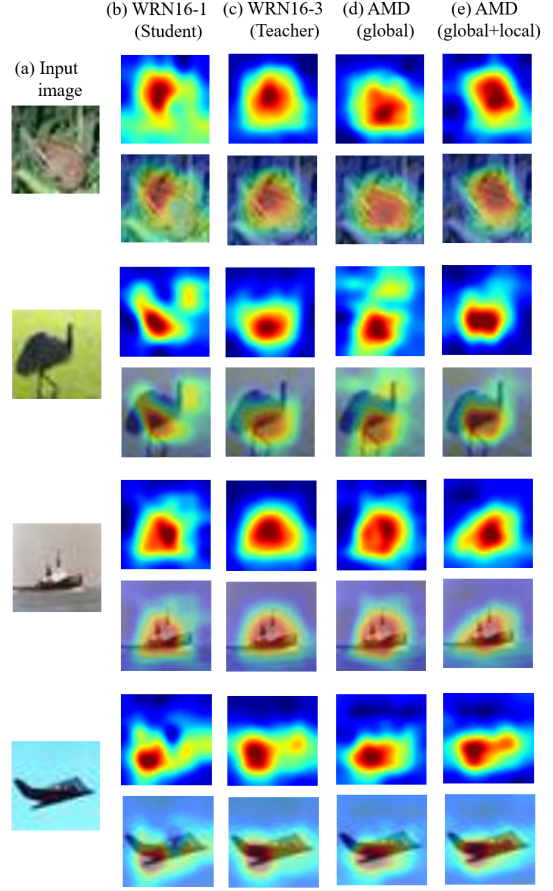 (b) WRN16-1 (c) WRN16-3 (d) AMD (e) AMD
(Student) (Teacher) (global) (global+local)
(a) Input
image